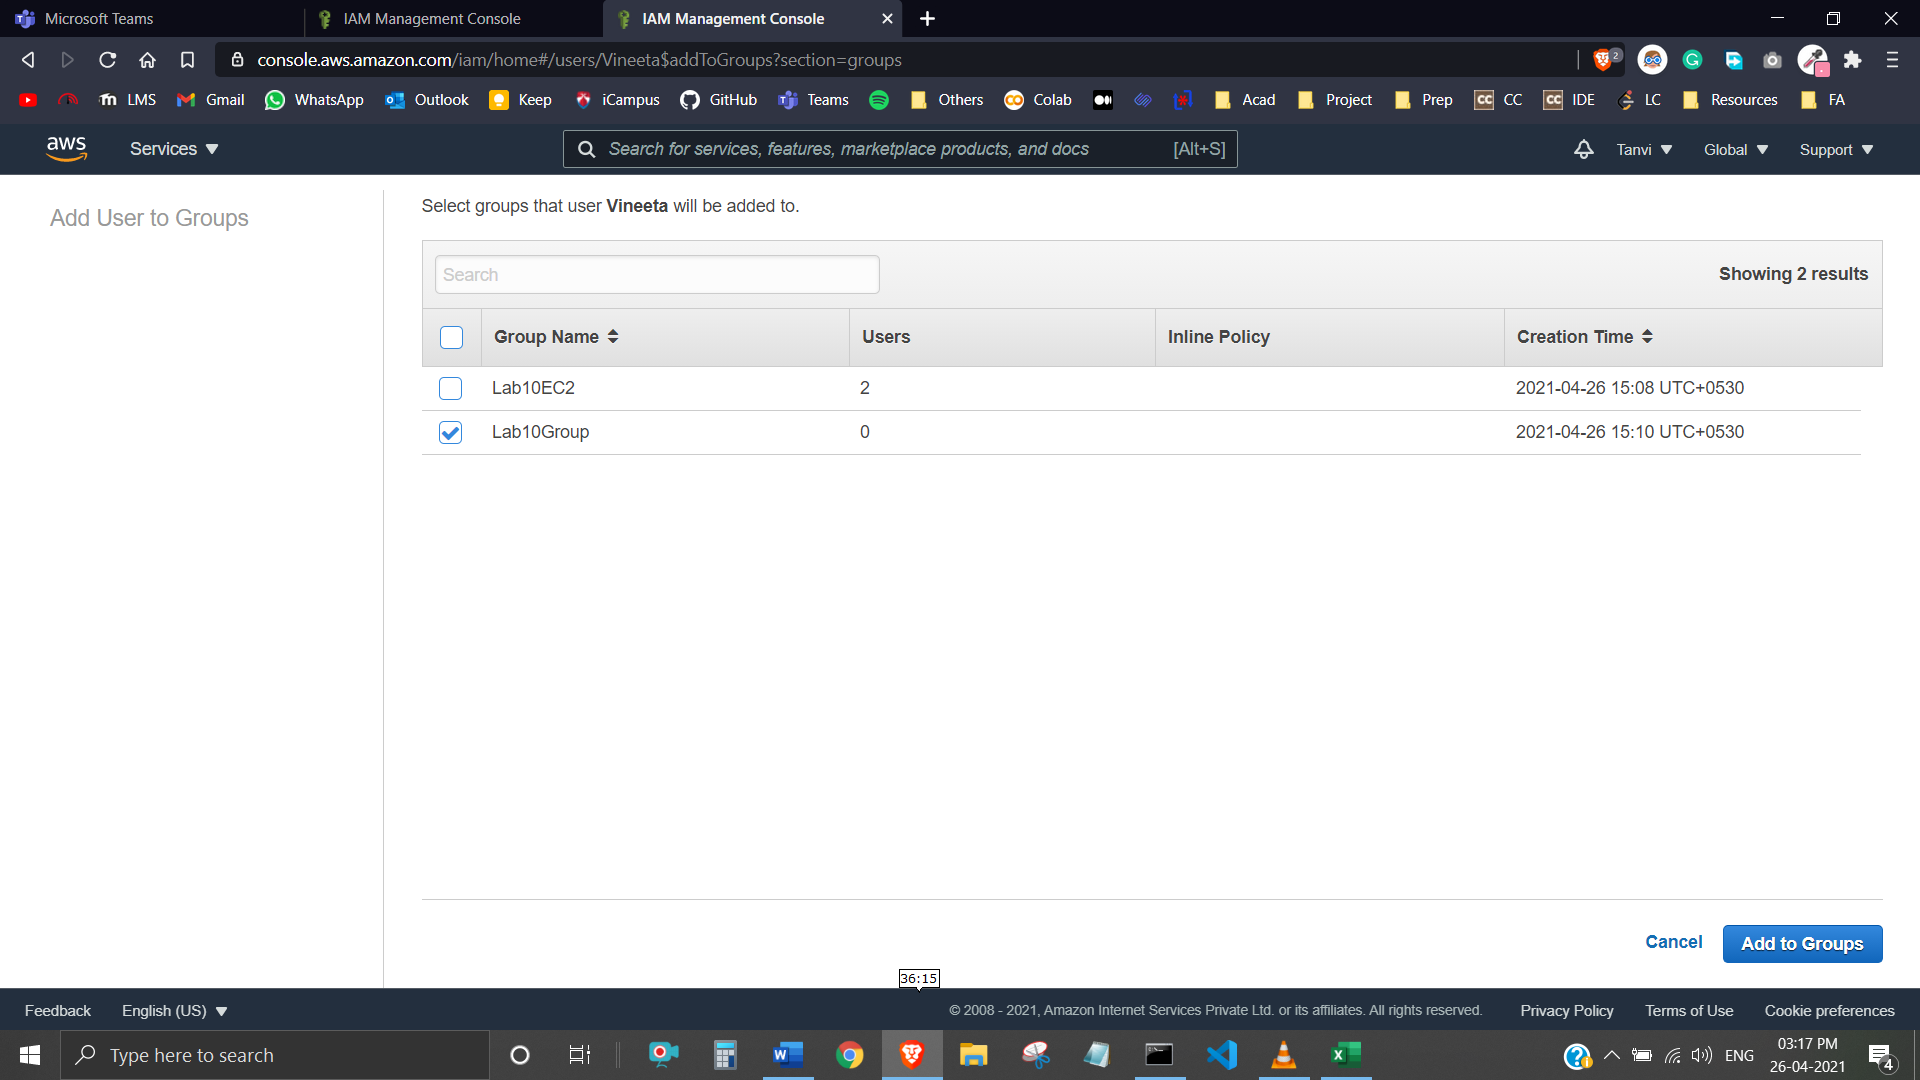 Microsoft Teams
IAM Management Console
IAM Management Console
console.aws.amazon.com/iam/home#/users/Vineeta$addToGroups?section=groups
2
LMS
Gmail
WhatsApp
Outlook
Keep
iCampus
GitHub
Teams
Others
Colab
Acad
Project
Prep
CC CC
CC IDE
LC
Resources
FA
aws
Services
Search for services, features, marketplace products, and docs
[Alt+S]
Tanvi
Global
Support
Add User to Groups
Select groups that user Vineeta will be added to.
Search
Showing 2 results
Group Name Users Inline Policy Creation Time
Lab10EC2 2 2021-04-26 15:08 UTC+0530
Lab10Group 0 2021-04-26 15:10 UTC+0530
Cancel
Add to Groups
36:15
Feedback
English (US)
© 2008 - 2021, Amazon Internet Services Private Ltd. or its affiliates. All rights reserved.
Privacy Policy
Terms of Use
Cookie preferences
Type here to search
ENG
03:17 PM
26-04-2021
4